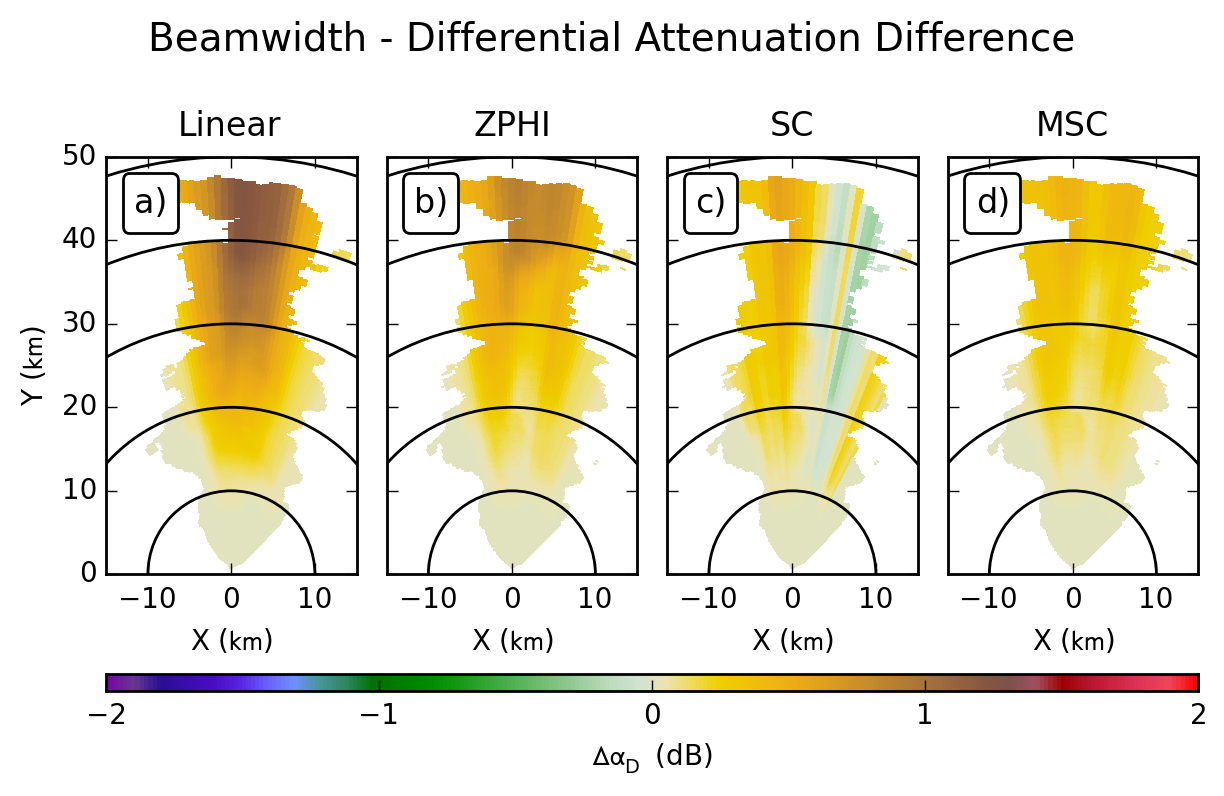 Beamwidth - Differential Attenuation Difference
Linear ZPHI SC MSC
a) b) c) d)
50
40
30
20
10
0
Y (km)
−10 0 10 −10 0 10 −10 0 10 −10 0 10
X (km) X (km) X (km) X (km)
−2 −1 0 1 2
Δα_D (dB)